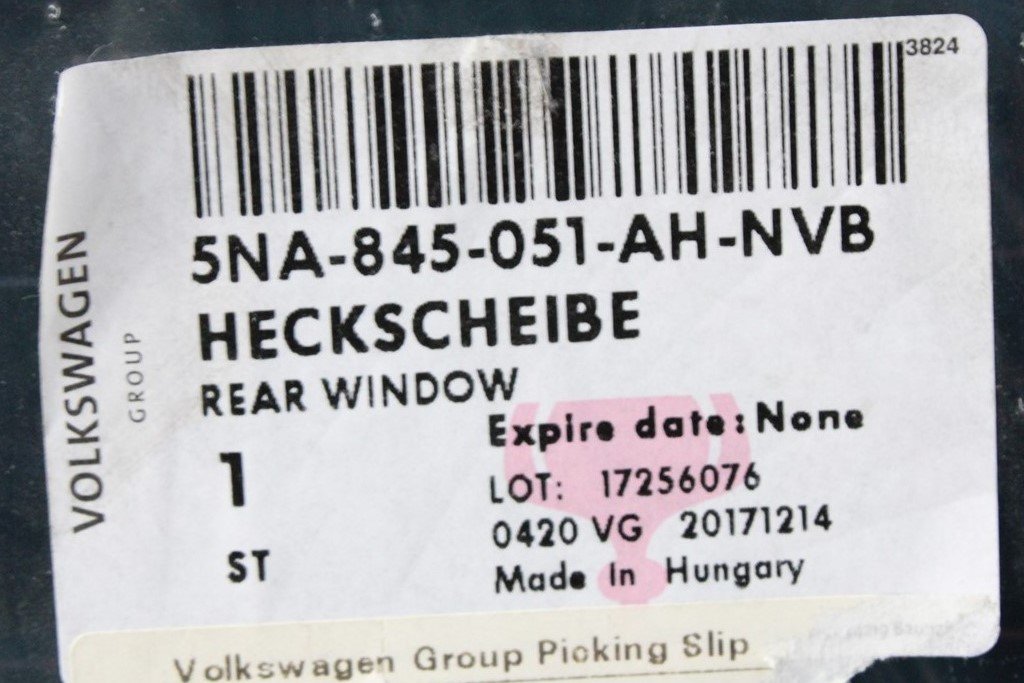 3824
5NA-845-051-AH-NVB
HECKSCHEIBE
REAR WINDOW
1
ST
Expire date: None
LOT: 17256076
0420 VG 20171214
Made In Hungary
VOLKSWAGEN
GROUP
Volkswagen Group Picking Slip